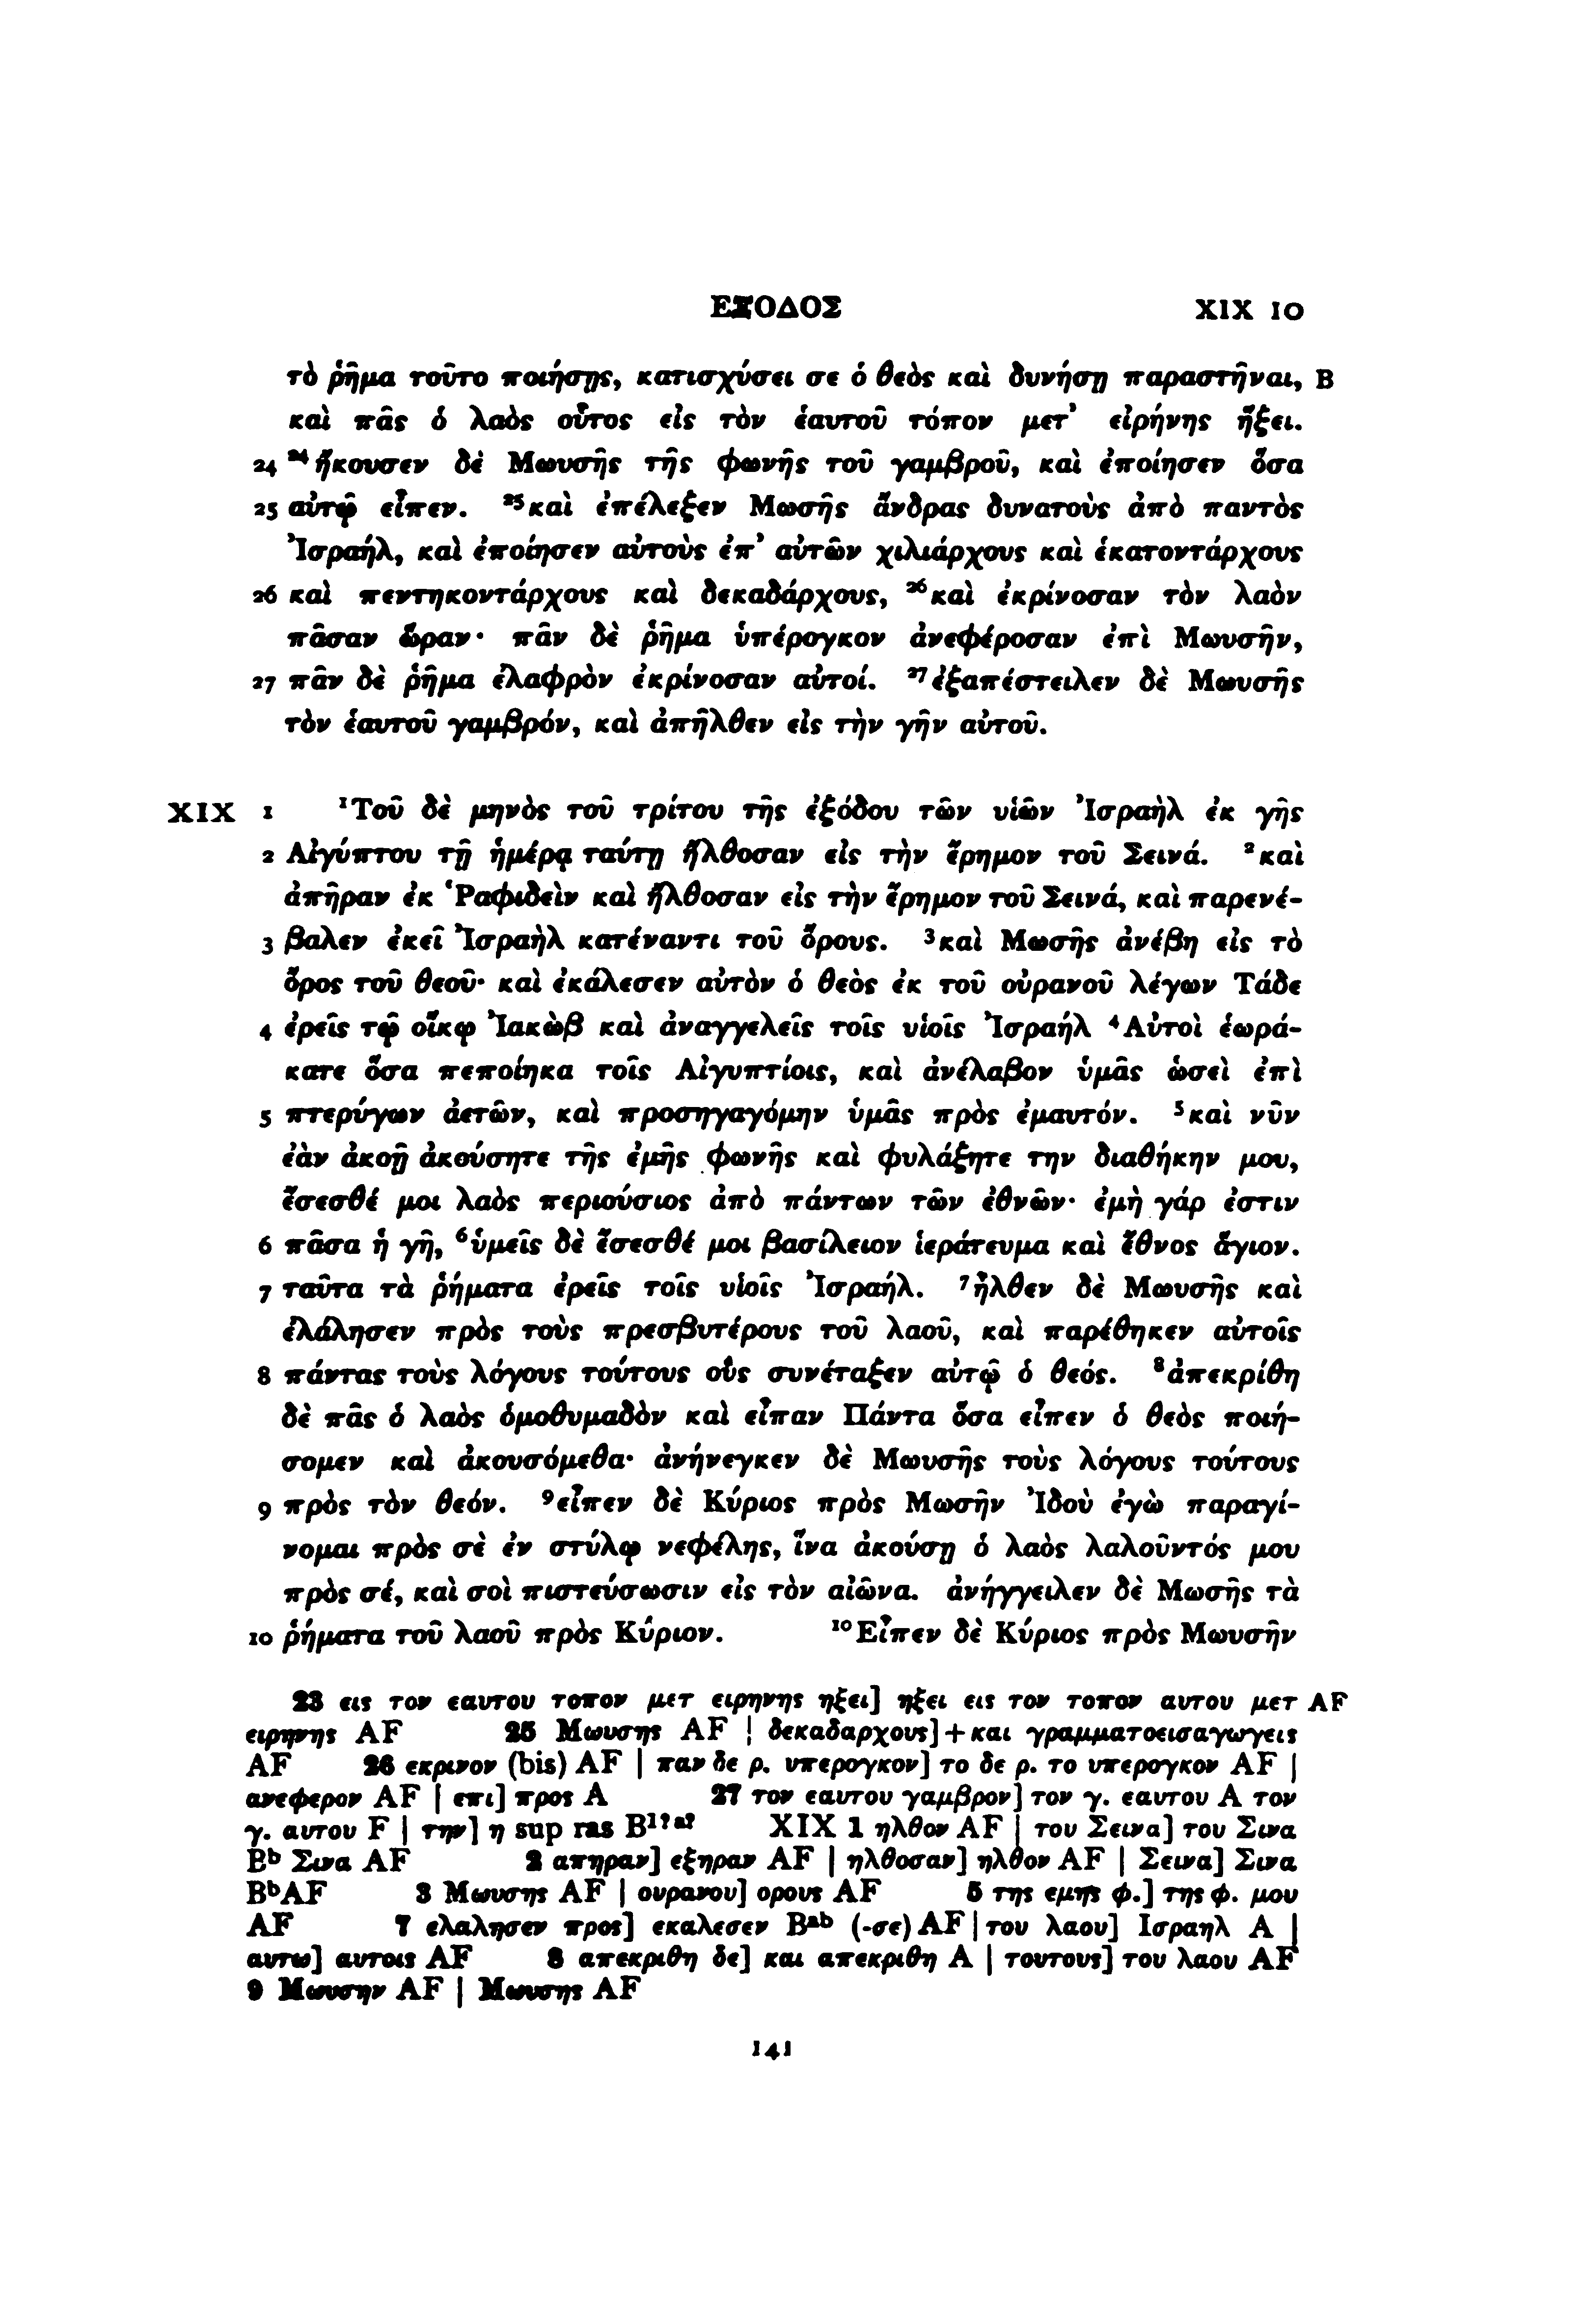 ΕΞΟΔΟΣ XIX 10
τὸ ῥῆμα τοῦτο ποιήσῃς, κατισχύσει σε ὁ θεὸς καὶ δυνήσῃ παραστῆναι, B
καὶ πᾶς ὁ λαὸς οὗτος εἰς τὸν ἑαυτοῦ τόπον μετ᾽ εἰρήνης ἥξει.
24 ²⁴ἤκουσεν δὲ Μωυσῆς τῆς φωνῆς τοῦ γαμβροῦ, καὶ ἐποίησεν ὅσα
25 αὐτῷ εἶπεν. ²⁵καὶ ἐπέλεξεν Μωσῆς ἄνδρας δυνατοὺς ἀπὸ παντὸς
Ἰσραήλ, καὶ ἐποίησεν αὐτοὺς ἐπ᾽ αὐτῶν χιλιάρχους καὶ ἑκατοντάρχους
26 καὶ πεντηκοντάρχους καὶ δεκαδάρχους, ²⁶καὶ ἐκρίνοσαν τὸν λαὸν
πᾶσαν ὥραν· πᾶν δὲ ῥῆμα ὑπέρογκον ἀνεφέροσαν ἐπὶ Μωυσῆν,
27 πᾶν δὲ ῥῆμα ἐλαφρὸν ἐκρίνοσαν αὐτοί. ²⁷ἐξαπέστειλεν δὲ Μωυσῆς
τὸν ἑαυτοῦ γαμβρόν, καὶ ἀπῆλθεν εἰς τὴν γῆν αὐτοῦ.
XIX 1 ¹Τοῦ δὲ μηνὸς τοῦ τρίτου τῆς ἐξόδου τῶν υἱῶν Ἰσραὴλ ἐκ γῆς
2 Αἰγύπτου τῇ ἡμέρᾳ ταύτῃ ἤλθοσαν εἰς τὴν ἔρημον τοῦ Σεινά. ²καὶ
ἀπῆραν ἐκ Ῥαφιδεὶν καὶ ἤλθοσαν εἰς τὴν ἔρημον τοῦ Σεινά, καὶ παρενέ-
3 βαλεν ἐκεῖ Ἰσραὴλ κατέναντι τοῦ ὄρους. ³καὶ Μωσῆς ἀνέβη εἰς τὸ
ὄρος τοῦ θεοῦ· καὶ ἐκάλεσεν αὐτὸν ὁ θεὸς ἐκ τοῦ οὐρανοῦ λέγων Τάδε
4 ἐρεῖς τῷ οἴκῳ Ἰακὼβ καὶ ἀναγγελεῖς τοῖς υἱοῖς Ἰσραήλ ⁴Αὐτοὶ ἑωρά-
κατε ὅσα πεποίηκα τοῖς Αἰγυπτίοις, καὶ ἀνέλαβον ὑμᾶς ὡσεὶ ἐπὶ
5 πτερύγων ἀετῶν, καὶ προσηγαγόμην ὑμᾶς πρὸς ἐμαυτόν. ⁵καὶ νῦν
ἐὰν ἀκοῇ ἀκούσητε τῆς ἐμῆς φωνῆς καὶ φυλάξητε την διαθήκην μου,
ἔσεσθέ μοι λαὸς περιούσιος ἀπὸ πάντων τῶν ἐθνῶν· ἐμὴ γάρ ἐστιν
6 πᾶσα ἡ γῆ, ⁶ὑμεῖς δὲ ἔσεσθέ μοι βασίλειον ἱεράτευμα καὶ ἔθνος ἅγιον.
7 ταῦτα τὰ ῥήματα ἐρεῖς τοῖς υἱοῖς Ἰσραήλ. ⁷ἦλθεν δὲ Μωυσῆς καὶ
ἐλάλησεν πρὸς τοὺς πρεσβυτέρους τοῦ λαοῦ, καὶ παρέθηκεν αὐτοῖς
8 πάντας τοὺς λόγους τούτους οὓς συνέταξεν αὐτῷ ὁ θεός. ⁸ἀπεκρίθη
δὲ πᾶς ὁ λαὸς ὁμοθυμαδὸν καὶ εἶπαν Πάντα ὅσα εἶπεν ὁ θεὸς ποιή-
σομεν καὶ ἀκουσόμεθα· ἀνήνεγκεν δὲ Μωυσῆς τοὺς λόγους τούτους
9 πρὸς τὸν θεόν. ⁹εἶπεν δὲ Κύριος πρὸς Μωσῆν Ἰδοὺ ἐγὼ παραγί-
νομαι πρὸς σὲ ἐν στύλῳ νεφέλης, ἵνα ἀκούσῃ ὁ λαὸς λαλοῦντός μου
πρὸς σέ, καὶ σοὶ πιστεύσωσιν εἰς τὸν αἰῶνα. ἀνήγγειλεν δὲ Μωσῆς τὰ
10 ῥήματα τοῦ λαοῦ πρὸς Κύριον. ¹⁰Εἶπεν δὲ Κύριος πρὸς Μωυσῆν
23 εις τον εαυτου τοπον μετ ειρηνης ηξει] ηξει εις τον τοπον αυτου μετ AF
ειρηνης AF 25 Μωυσης AF | δεκαδαρχους]+και γραμματοεισαγωγεις
AF 26 εκρινον (bis) AF | παν δε ρ. υπερογκον] το δε ρ. το υπερογκον AF |
ανεφερον AF | επι] προς A 27 τον εαυτου γαμβρον] τον γ. εαυτου A τον
γ. αυτου F | την] η sup ras B¹ᵗᵃᵗ XIX 1 ηλθον AF | του Σεινα] του Σινα
Bᵇ Σινα AF 2 απηραν] εξηραν AF | ηλθοσαν] ηλθον AF | Σεινα] Σινα
BᵇAF 3 Μωυσης AF | ουρανου] ορους AF 5 της εμης φ.] της φ. μου
AF 7 ελαλησεν προς] εκαλεσεν Bᵃᵇ (-σε) AF | του λαου] Ισραηλ A |
αυτω] αυτοις AF 8 απεκριθη δε] και απεκριθη A | τουτους] του λαου AF
9 Μωυσην AF | Μωυσης AF
141